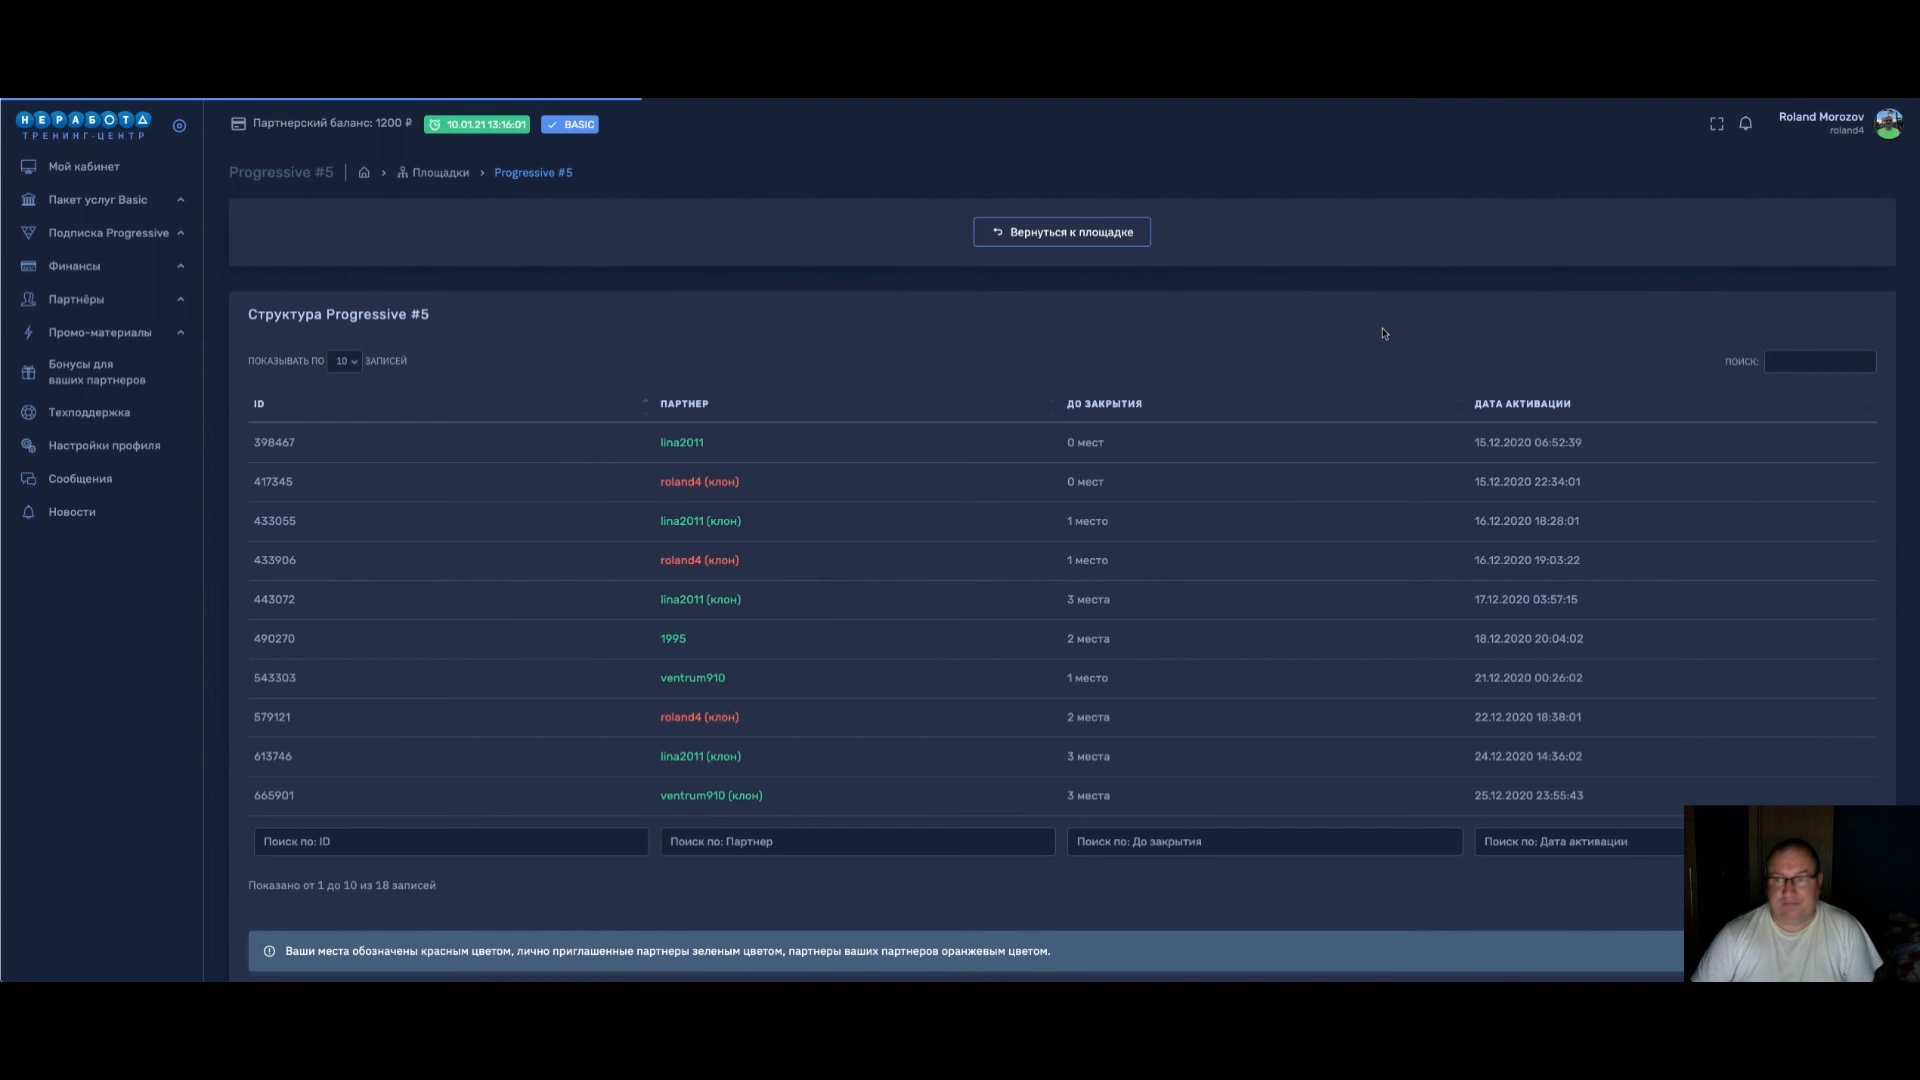 НЕРАБОТА
ТРЕНИНГ-ЦЕНТР
Партнерский баланс: 1200 ₽
10.01.21 13:16:01
BASIC
Roland Morozov
roland4
Мой кабинет
Пакет услуг Basic
Подписка Progressive
Финансы
Партнёры
Промо-материалы
Бонусы для
ваших партнеров
Техподдержка
Настройки профиля
Сообщения
Новости
Progressive #5
Площадки
Progressive #5
Вернуться к площадке
Структура Progressive #5
ПОКАЗЫВАТЬ ПО 10 ЗАПИСЕЙ
ПОИСК:
ID ПАРТНЕР ДО ЗАКРЫТИЯ ДАТА АКТИВАЦИИ
398467 lina2011 0 мест 15.12.2020 06:52:39
417345 roland4 (клон) 0 мест 15.12.2020 22:34:01
433055 lina2011 (клон) 1 место 16.12.2020 18:28:01
433906 roland4 (клон) 1 место 16.12.2020 19:03:22
443072 lina2011 (клон) 3 места 17.12.2020 03:57:15
490270 1995 2 места 18.12.2020 20:04:02
543303 ventrum910 1 место 21.12.2020 00:26:02
579121 roland4 (клон) 2 места 22.12.2020 18:38:01
613746 lina2011 (клон) 3 места 24.12.2020 14:36:02
665901 ventrum910 (клон) 3 места 25.12.2020 23:55:43
Поиск по: ID Поиск по: Партнер Поиск по: До закрытия Поиск по: Дата активации
Показано от 1 до 10 из 18 записей
Ваши места обозначены красным цветом, лично приглашенные партнеры зеленым цветом, партнеры ваших партнеров оранжевым цветом.